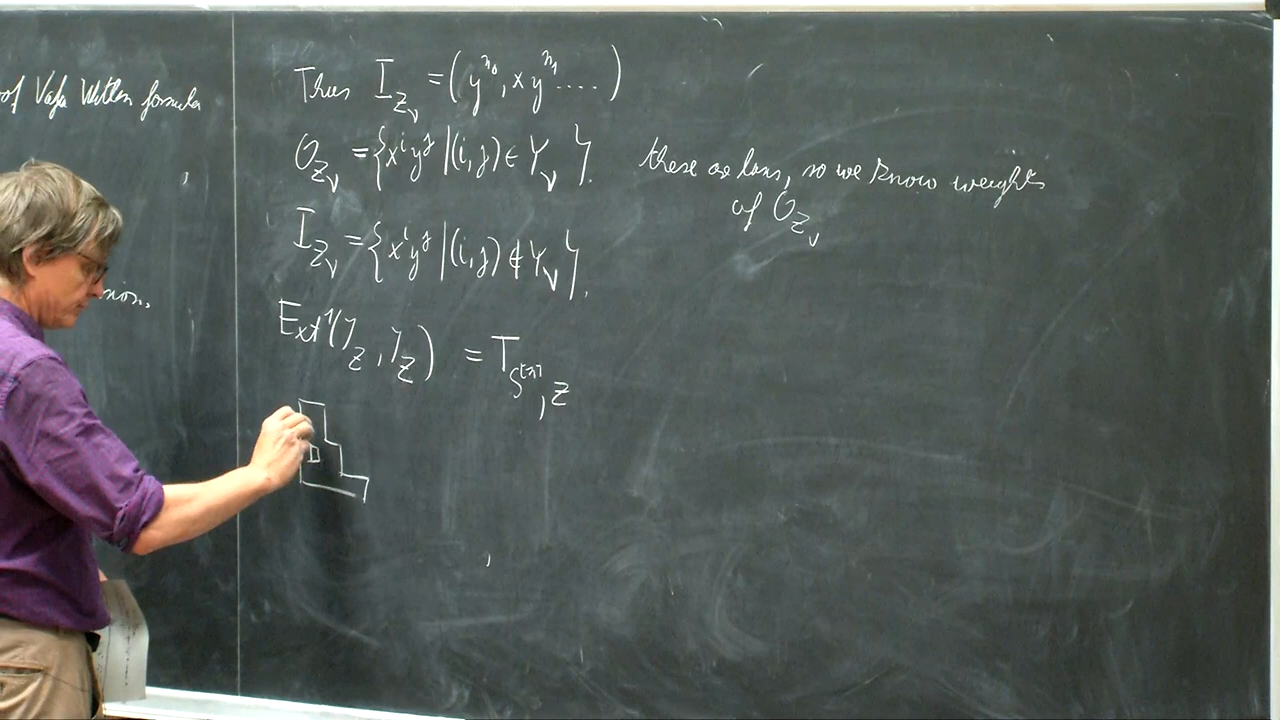 of Vafa Witten formula
Thus I_{Z_ν} = (y^{n_0}, xy^{n_1} ....)
O_{Z_ν} = {x^i y^j | (i,j) ∈ Y_ν}.
these are basis, so we know weights
of O_{Z_ν}
I_{Z_ν} = {x^i y^j | (i,j) ∉ Y_ν}.
Ext^1(I_Z, I_Z) = T_{S^{[n]}, Z}